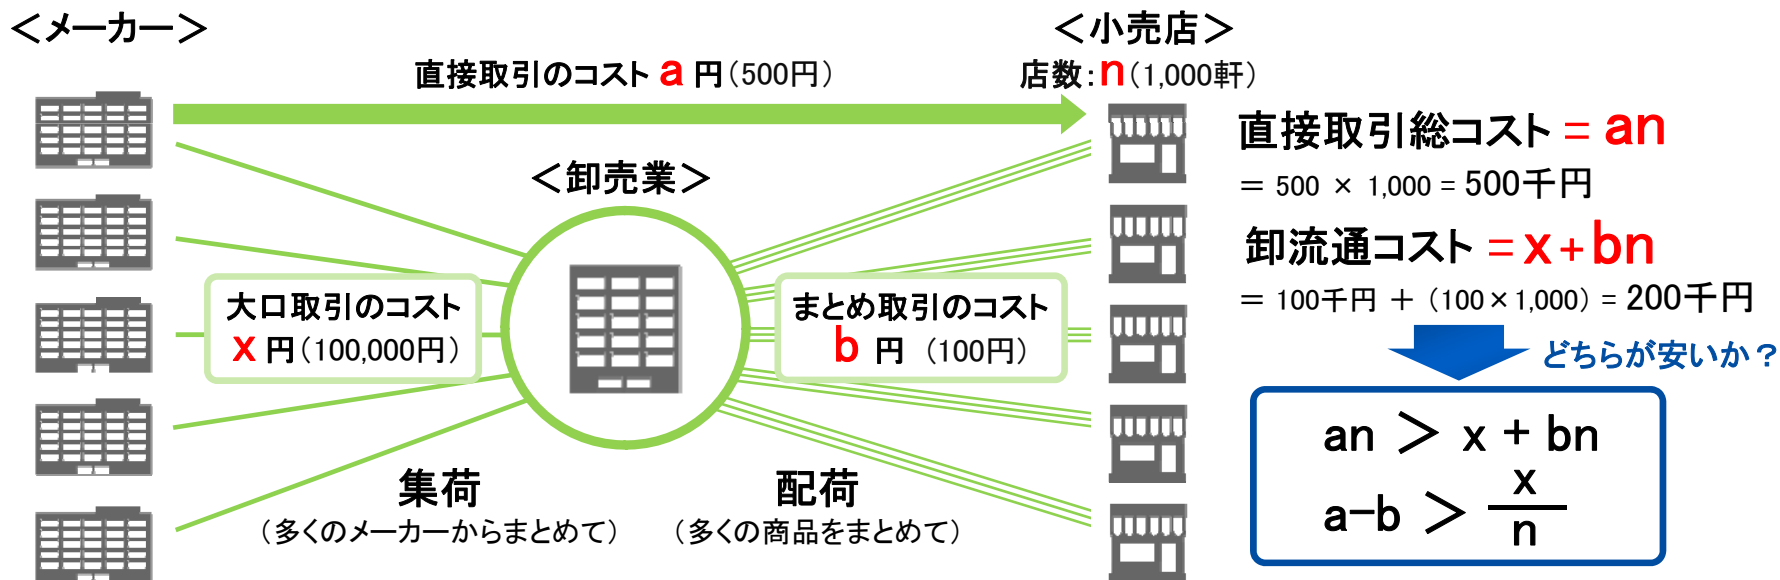 ＜メーカー＞
＜小売店＞
直接取引のコスト a 円（500円）
店数：n（1,000軒）
＜卸売業＞
大口取引のコスト
x 円（100,000円）
まとめ取引のコスト
b 円 （100円）
集荷
（多くのメーカーからまとめて）
配荷
（多くの商品をまとめて）
直接取引総コスト = an
＝ 500 × 1,000 = 500千円
卸流通コスト = x + bn
＝ 100千円 ＋ （100×1,000） = 200千円
どちらが安いか？
an ＞ x + bn
a－b ＞ x/n